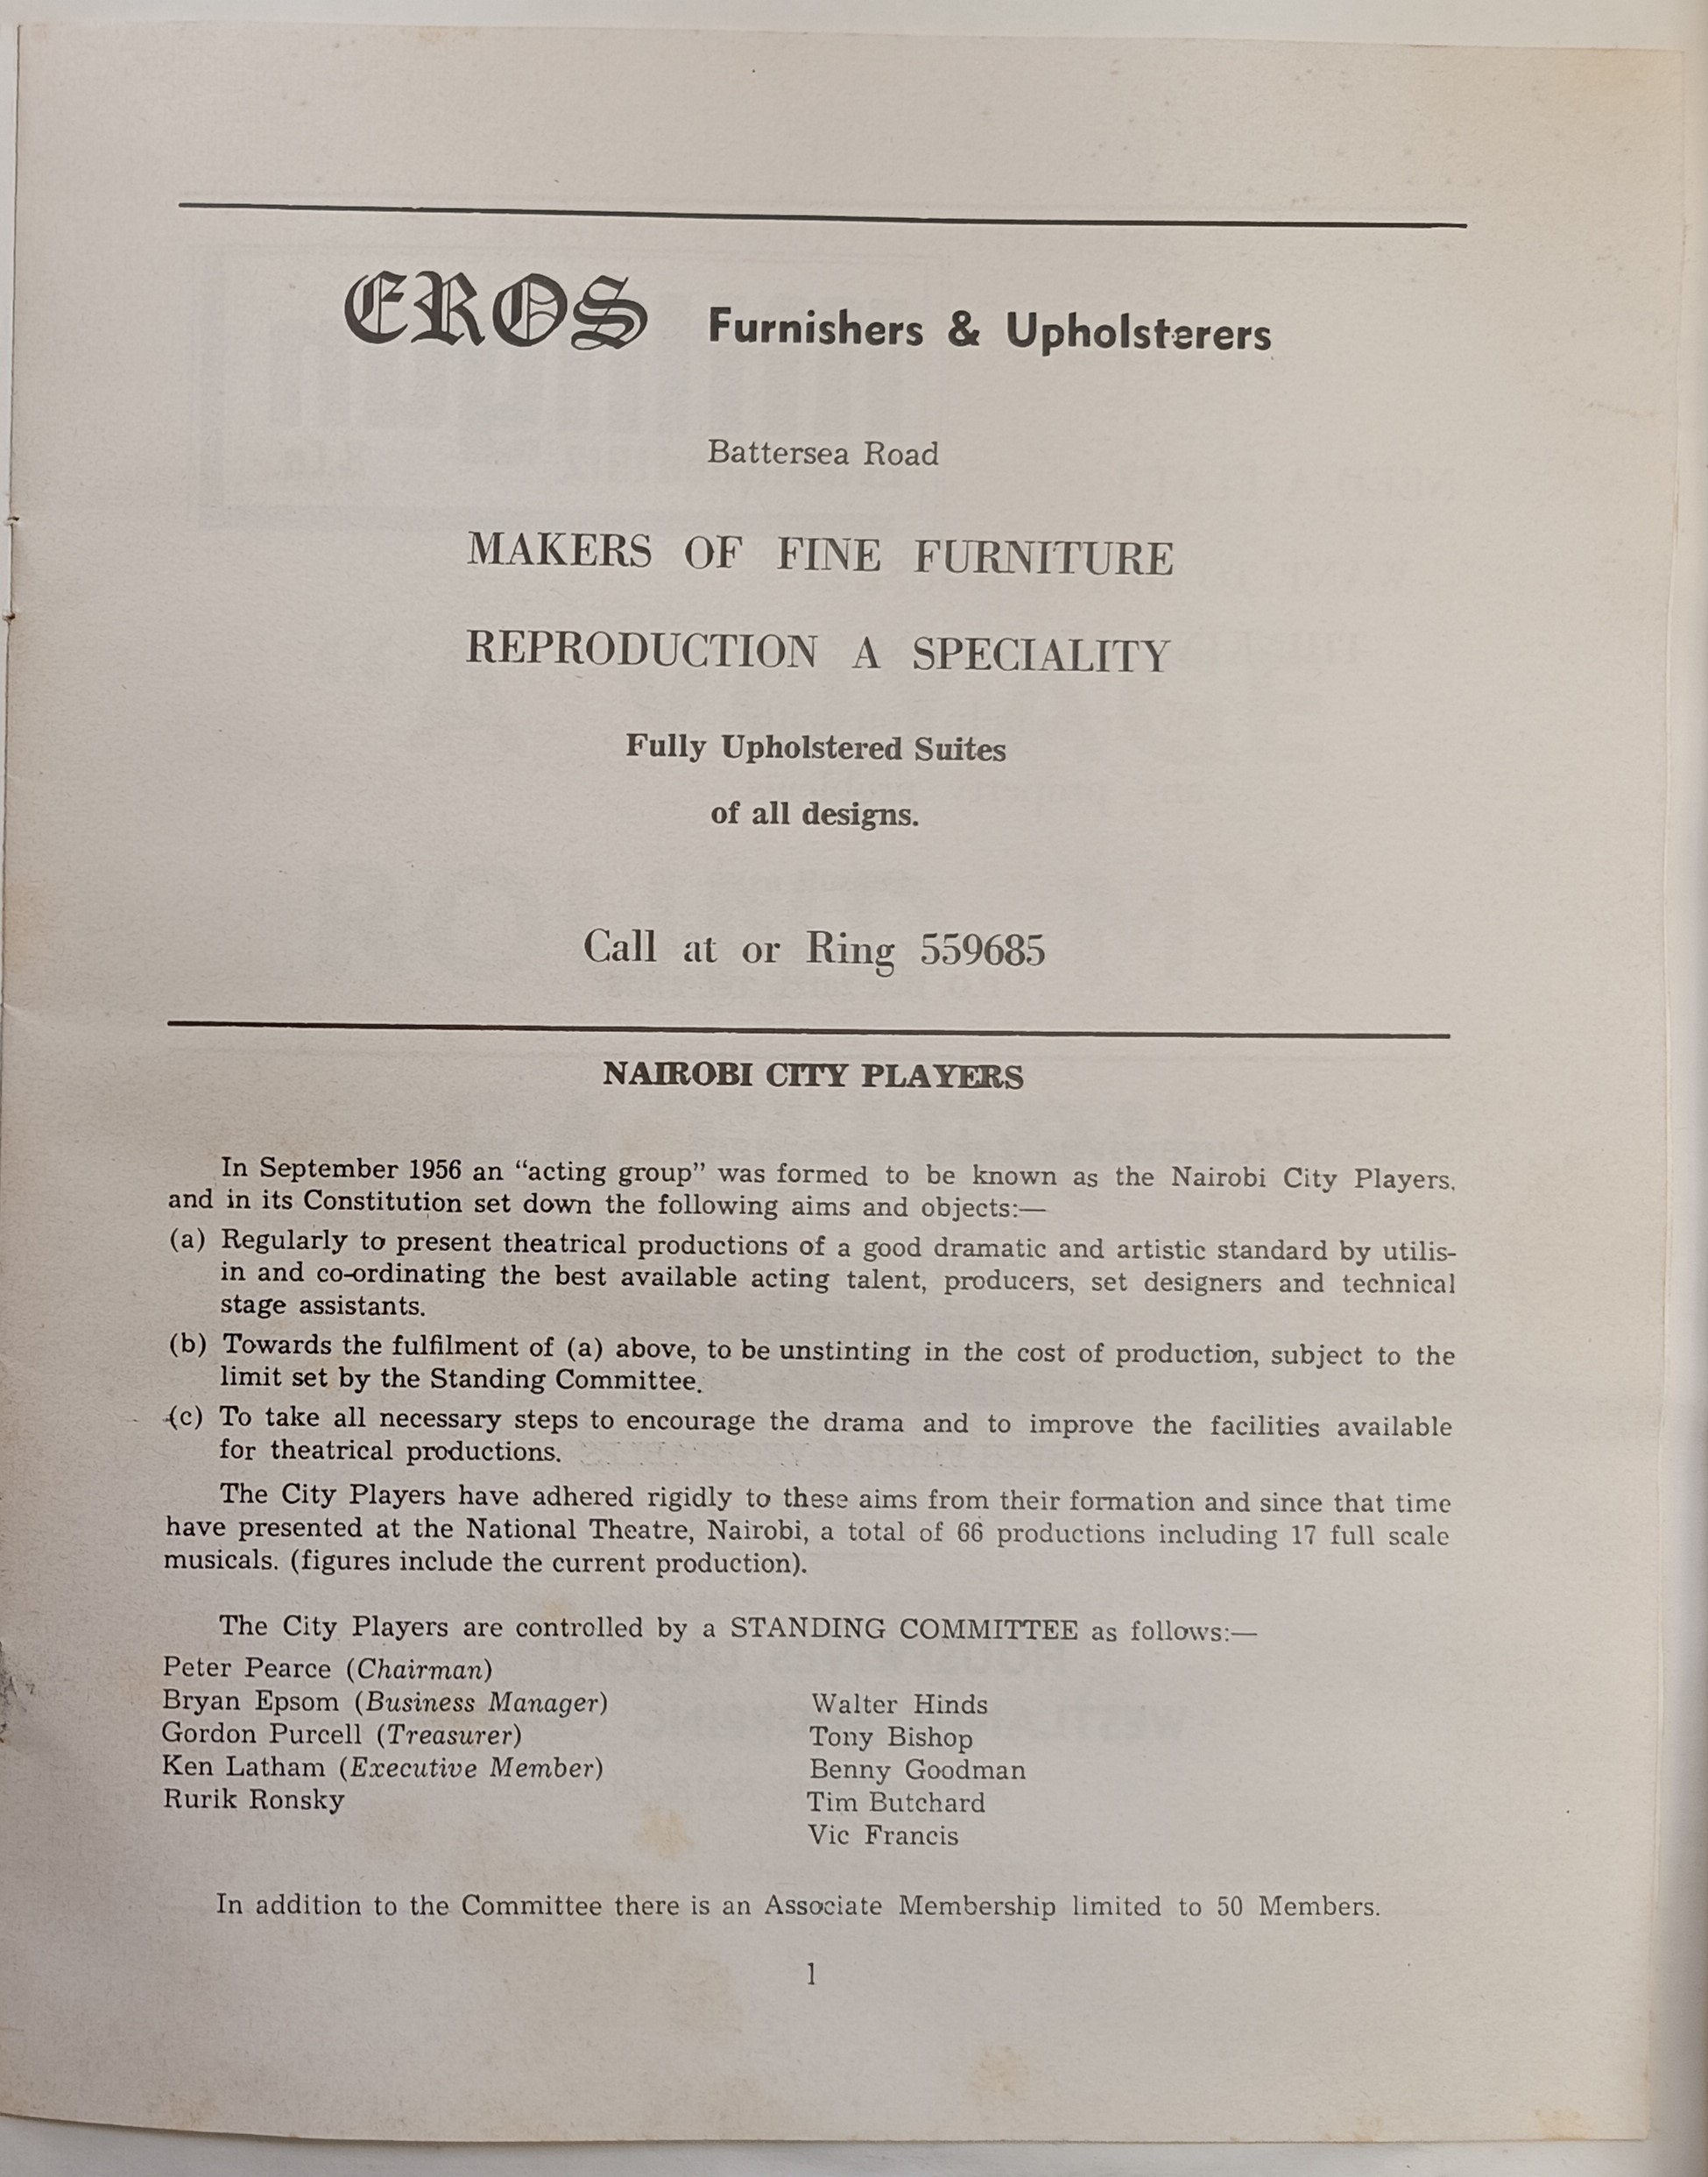 EROS Furnishers & Upholsterers
Battersea Road
MAKERS OF FINE FURNITURE
REPRODUCTION A SPECIALITY
Fully Upholstered Suites
of all designs.
Call at or Ring 559685
NAIROBI CITY PLAYERS
In September 1956 an “acting group” was formed to be known as the Nairobi City Players,
and in its Constitution set down the following aims and objects:—
(a) Regularly to present theatrical productions of a good dramatic and artistic standard by utilis-
in and co-ordinating the best available acting talent, producers, set designers and technical
stage assistants.
(b) Towards the fulfilment of (a) above, to be unstinting in the cost of production, subject to the
limit set by the Standing Committee.
(c) To take all necessary steps to encourage the drama and to improve the facilities available
for theatrical productions.
The City Players have adhered rigidly to these aims from their formation and since that time
have presented at the National Theatre, Nairobi, a total of 66 productions including 17 full scale
musicals. (figures include the current production).
The City Players are controlled by a STANDING COMMITTEE as follows:—
Peter Pearce (Chairman)
Bryan Epsom (Business Manager)
Gordon Purcell (Treasurer)
Ken Latham (Executive Member)
Rurik Ronsky
Walter Hinds
Tony Bishop
Benny Goodman
Tim Butchard
Vic Francis
In addition to the Committee there is an Associate Membership limited to 50 Members.
1